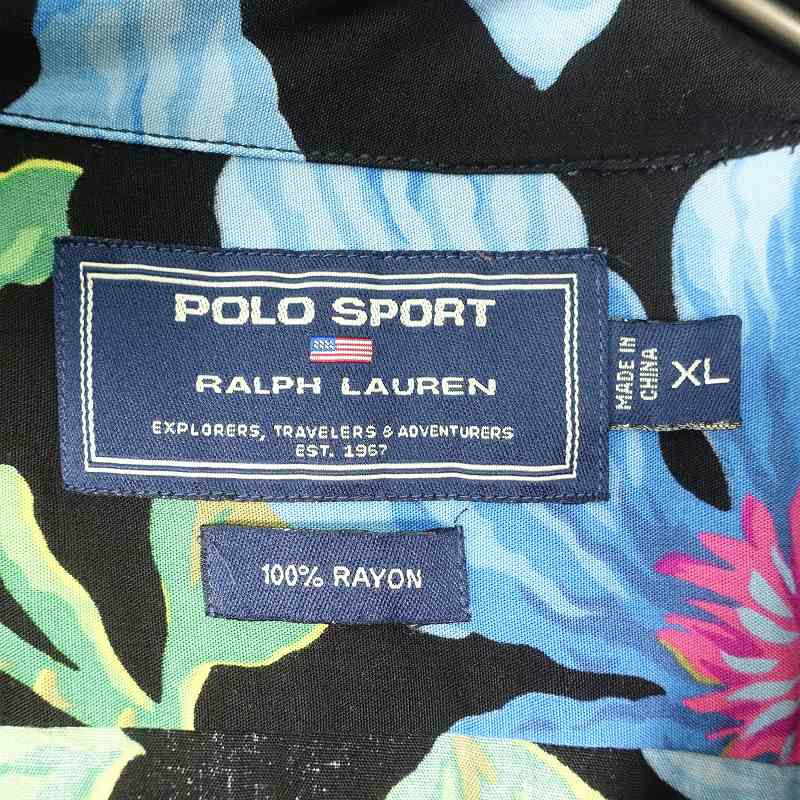 POLO SPORT
RALPH LAUREN
EXPLORERS, TRAVELERS & ADVENTURERS
EST. 1967
MADE IN
CHINA
XL
100% RAYON